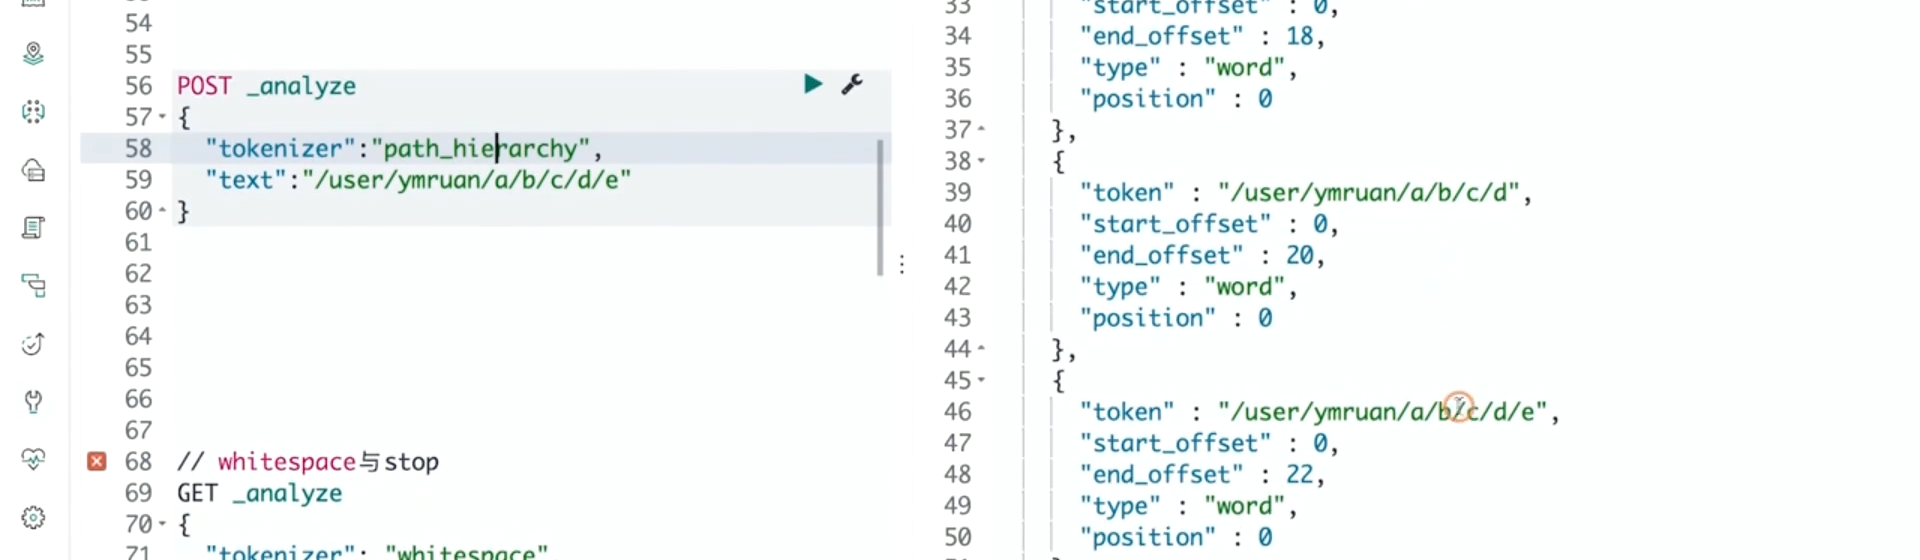 54
55
56 POST _analyze
57 {
58 "tokenizer":"path_hierarchy",
59 "text":"/user/ymruan/a/b/c/d/e"
60 }
61
62
63
64
65
66
67
68 // whitespace与stop
69 GET _analyze
70 {
71 "tokenizer": "whitespace",
33 "start_offset" : 0,
34 "end_offset" : 18,
35 "type" : "word",
36 "position" : 0
37 },
38 {
39 "token" : "/user/ymruan/a/b/c/d",
40 "start_offset" : 0,
41 "end_offset" : 20,
42 "type" : "word",
43 "position" : 0
44 },
45 {
46 "token" : "/user/ymruan/a/b/c/d/e",
47 "start_offset" : 0,
48 "end_offset" : 22,
49 "type" : "word",
50 "position" : 0